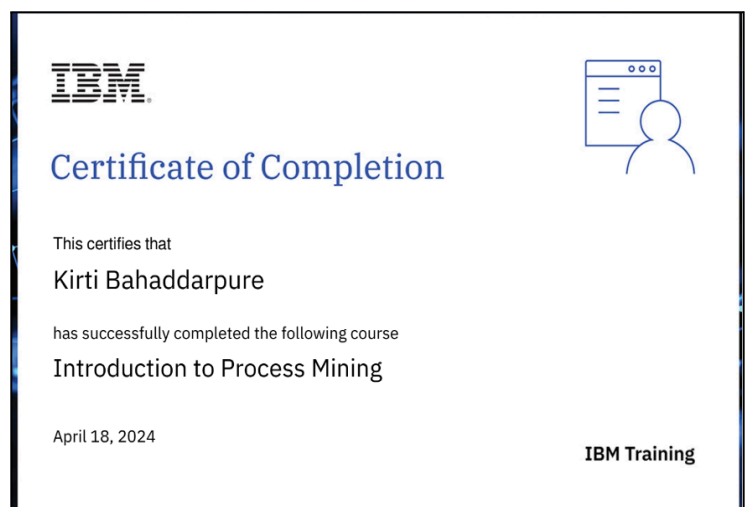 IBM
Certificate of Completion
This certifies that
Kirti Bahaddarpure
has successfully completed the following course
Introduction to Process Mining
April 18, 2024
IBM Training